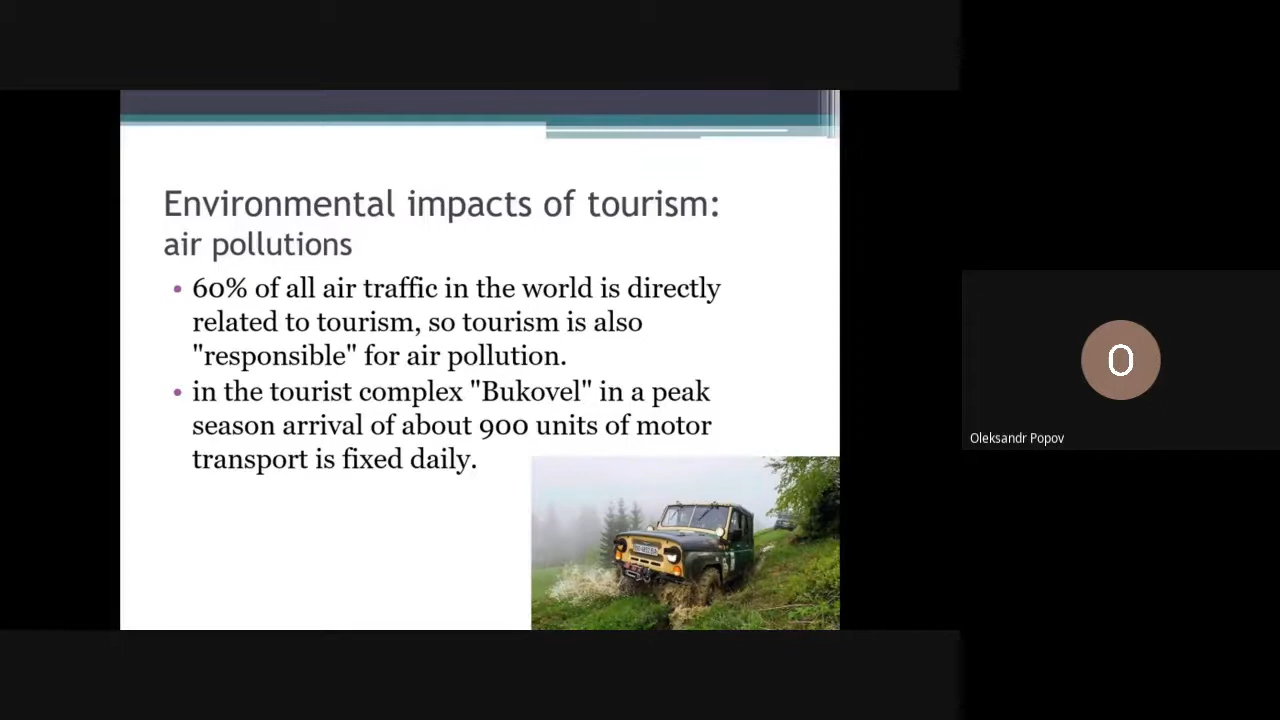 Environmental impacts of tourism:
air pollutions
• 60% of all air traffic in the world is directly
related to tourism, so tourism is also
"responsible" for air pollution.
• in the tourist complex "Bukovel" in a peak
season arrival of about 900 units of motor
transport is fixed daily.
O
Oleksandr Popov